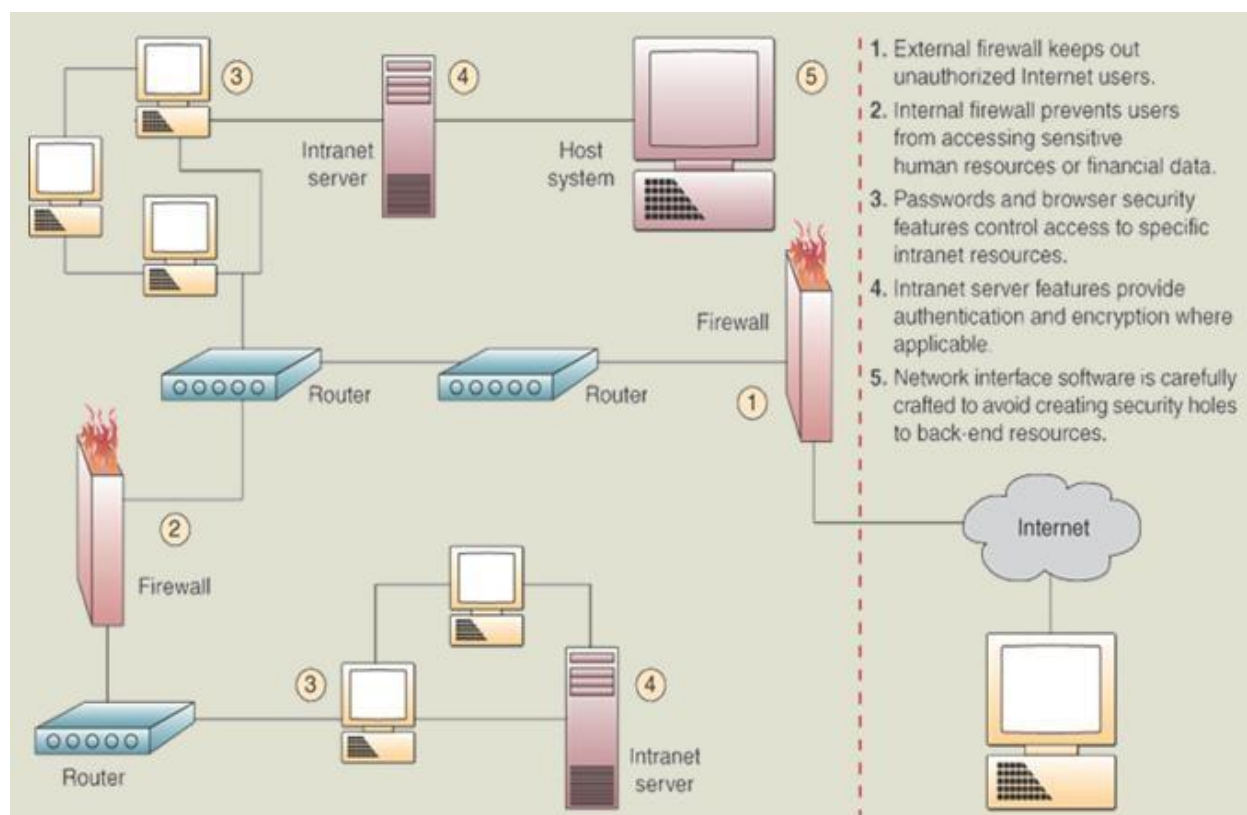 3
4
5
Intranet
server
Host
system
Firewall
Router
Router
1
2
Firewall
3
4
Router
Intranet
server
1. External firewall keeps out
unauthorized Internet users.
2. Internal firewall prevents users
from accessing sensitive
human resources or financial data.
3. Passwords and browser security
features control access to specific
intranet resources.
4. Intranet server features provide
authentication and encryption where
applicable.
5. Network interface software is carefully
crafted to avoid creating security holes
to back-end resources.
Internet